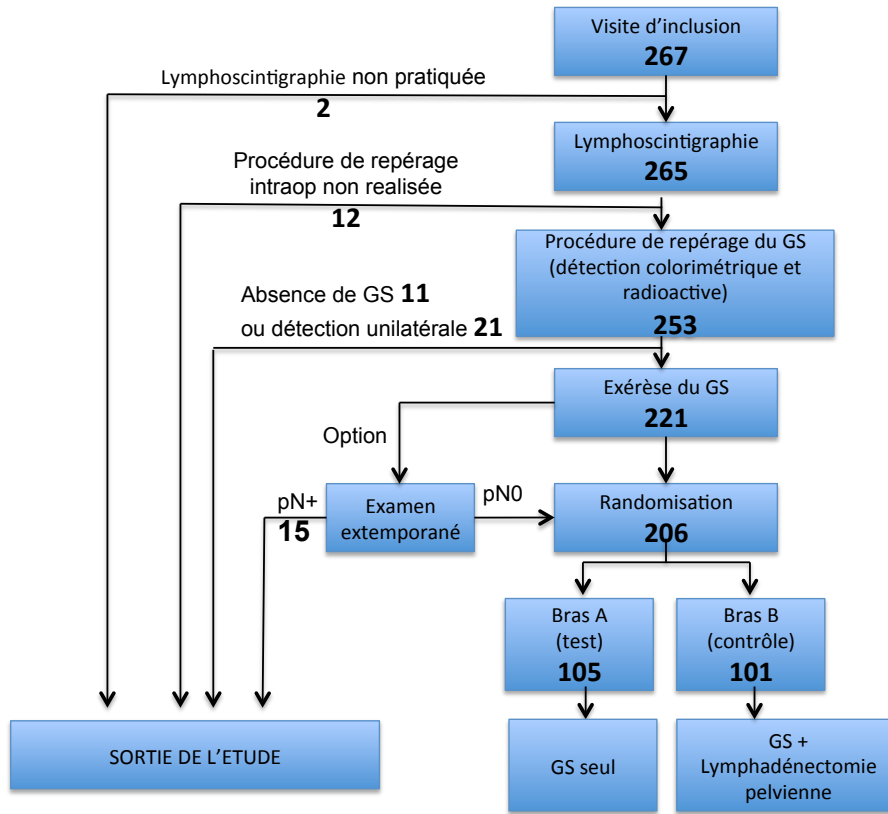 Visite d'inclusion
267
Lymphoscintigraphie non pratiquée
2
Lymphoscintigraphie
265
Procédure de repérage
intraop non realisée
12
Procédure de repérage du GS
(détection colorimétrique et
radioactive)
253
Absence de GS 11
ou détection unilatérale 21
Exérèse du GS
221
Option
pN+
15
Examen
extemporané
pN0
Randomisation
206
Bras A
(test)
105
Bras B
(contrôle)
101
SORTIE DE L'ETUDE
GS seul
GS +
Lymphadénectomie
pelvienne